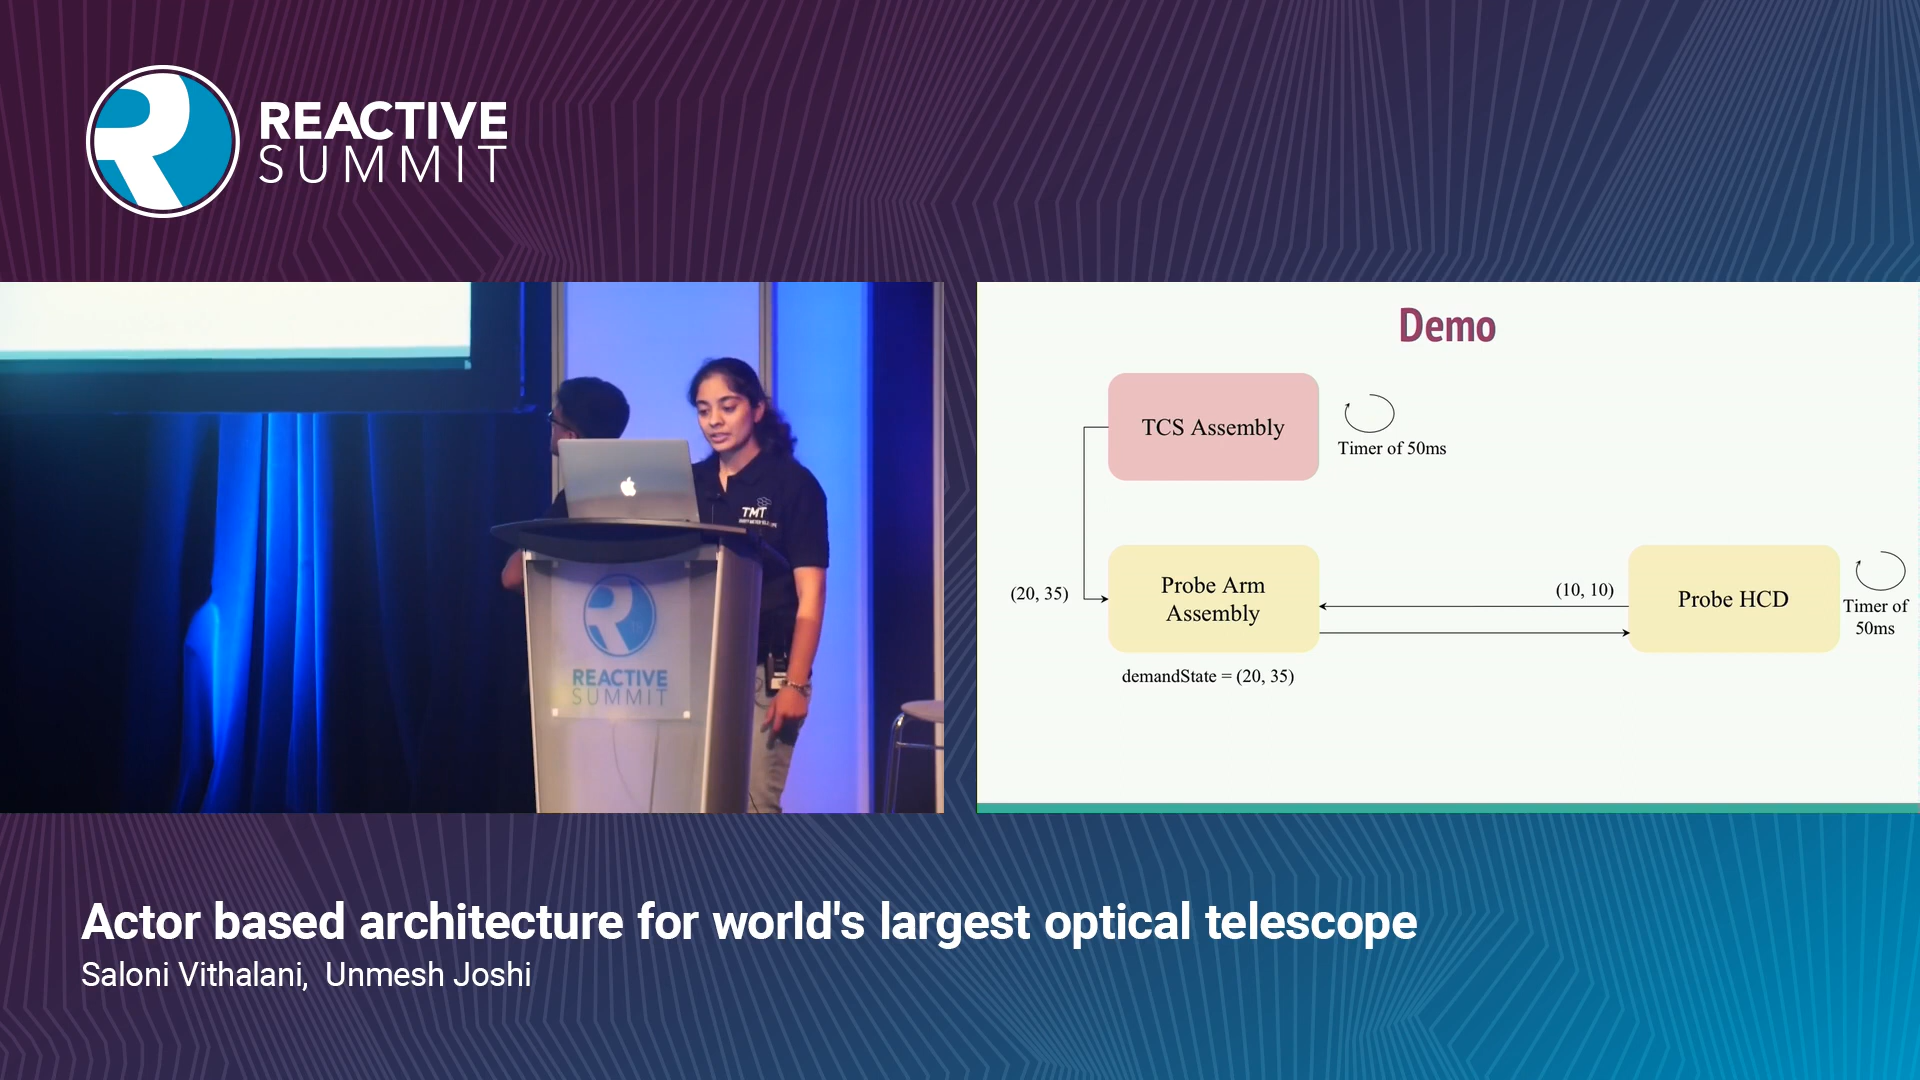 REACTIVE
SUMMIT
TMT
REACTIVE
SUMMIT
Demo
TCS Assembly
Timer of 50ms
(20, 35)
Probe Arm
Assembly
(10, 10)
Probe HCD
Timer of
50ms
demandState = (20, 35)
Actor based architecture for world's largest optical telescope
Saloni Vithalani, Unmesh Joshi